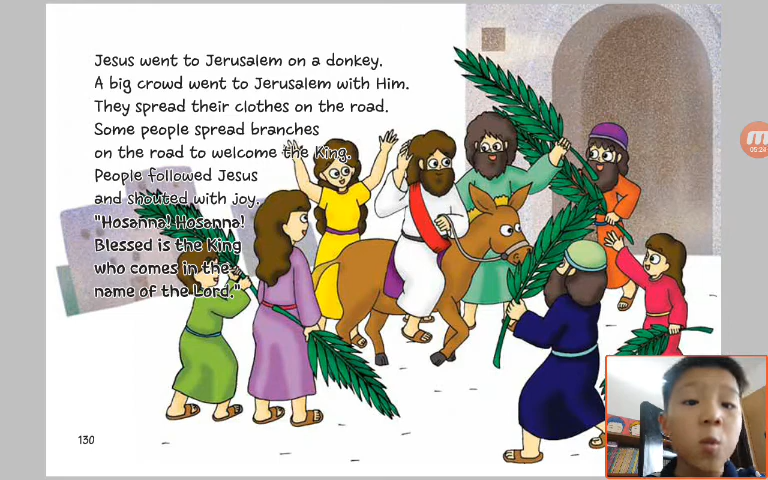 Jesus went to Jerusalem on a donkey.
A big crowd went to Jerusalem with Him.
They spread their clothes on the road.
Some people spread branches
on the road to welcome the King.
People followed Jesus
and shouted with joy.
"Hosanna! Hosanna!
Blessed is the King
who comes in the
name of the Lord."
130
05:24